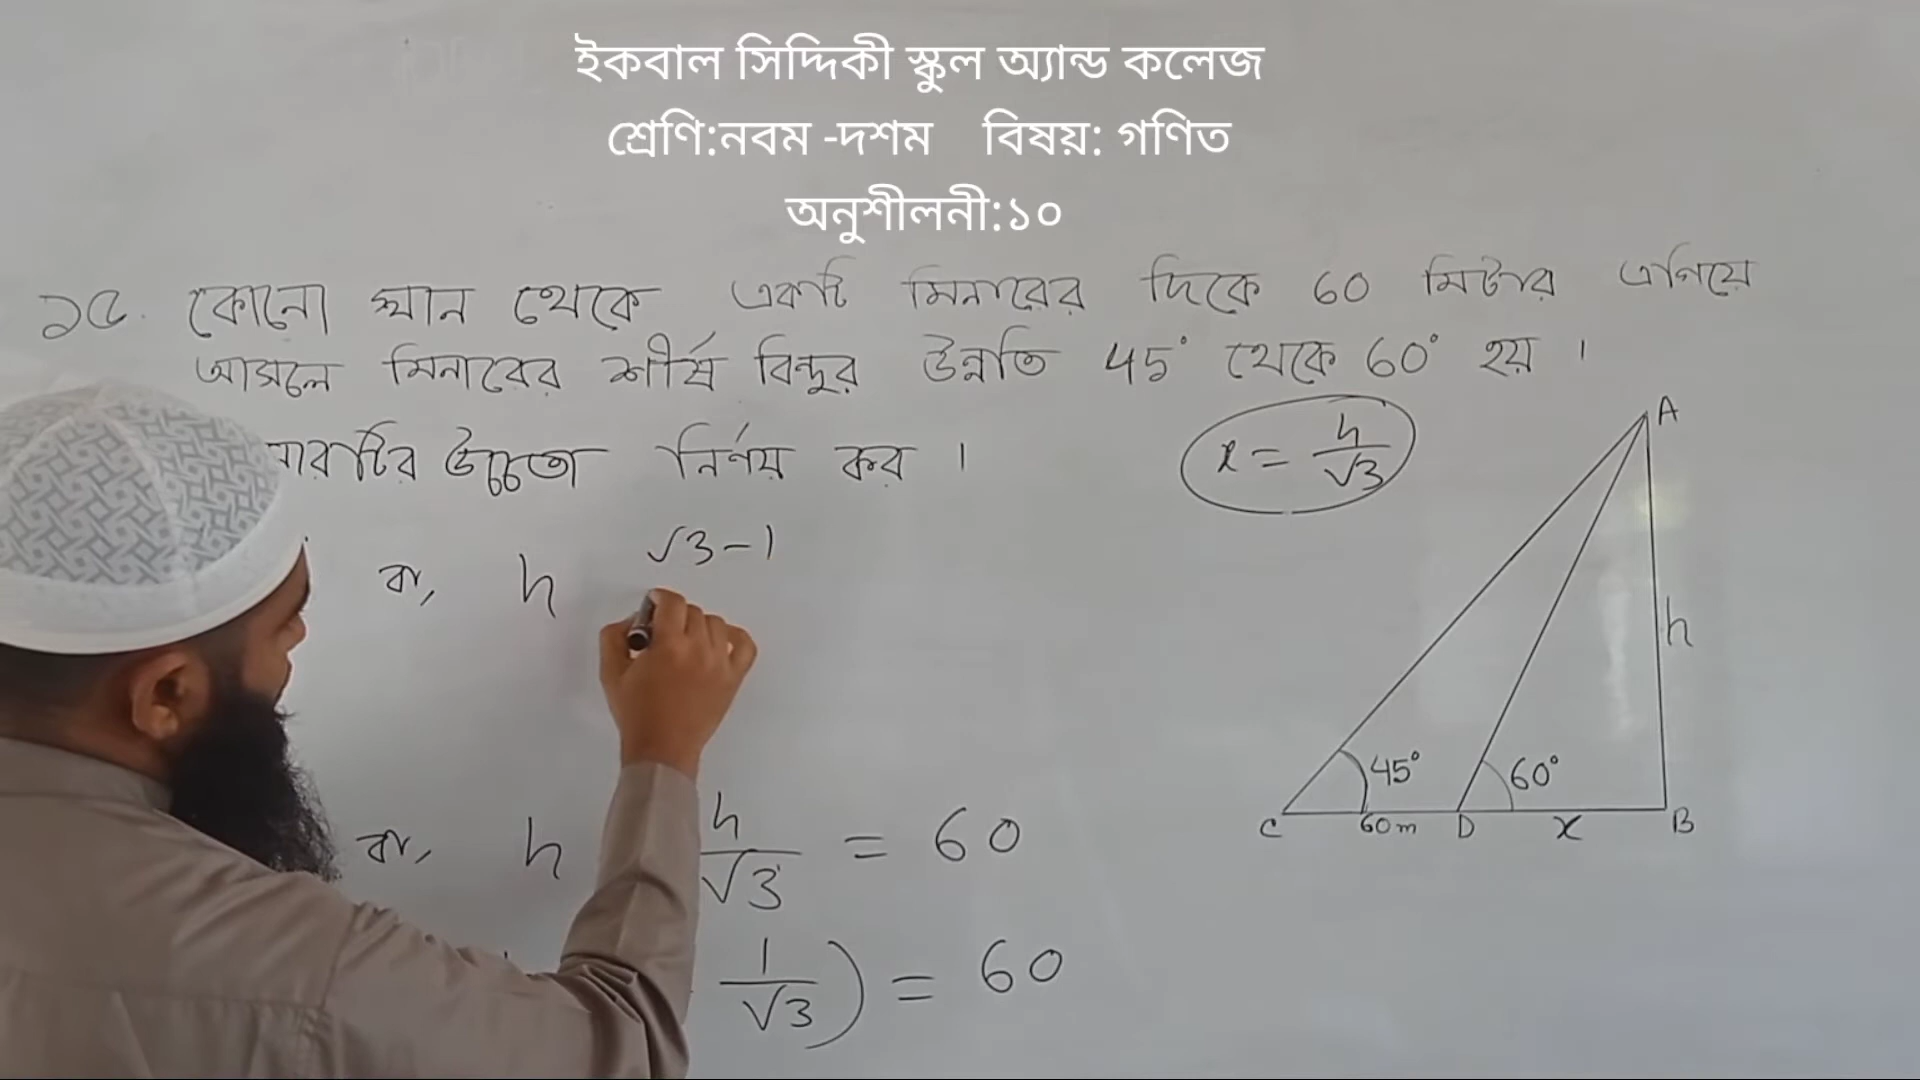 ইকবাল সিদ্দিকী স্কুল অ্যান্ড কলেজ
শ্রেণি:নবম -দশম বিষয়: গণিত
অনুশীলনী:১০
১৫. কোনো স্থান থেকে একটি মিনারের দিকে 60 মিটার এগিয়ে
আসলে মিনারের শীর্ষ বিন্দুর উন্নতি 45° থেকে 60° হয় ।
নারটির উচ্চতা নির্ণয় কর ।
x = h/√3
A
বা, h √3-1
h
45° 60°
C 60m D x B
বা, h h/√3 = 60
1/√3) = 60